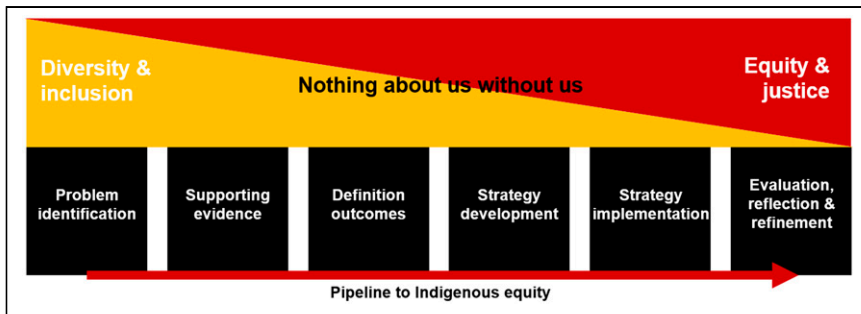 Diversity &
inclusion
Nothing about us without us
Equity &
justice
Problem
identification
Supporting
evidence
Definition
outcomes
Strategy
development
Strategy
implementation
Evaluation,
reflection &
refinement
Pipeline to Indigenous equity